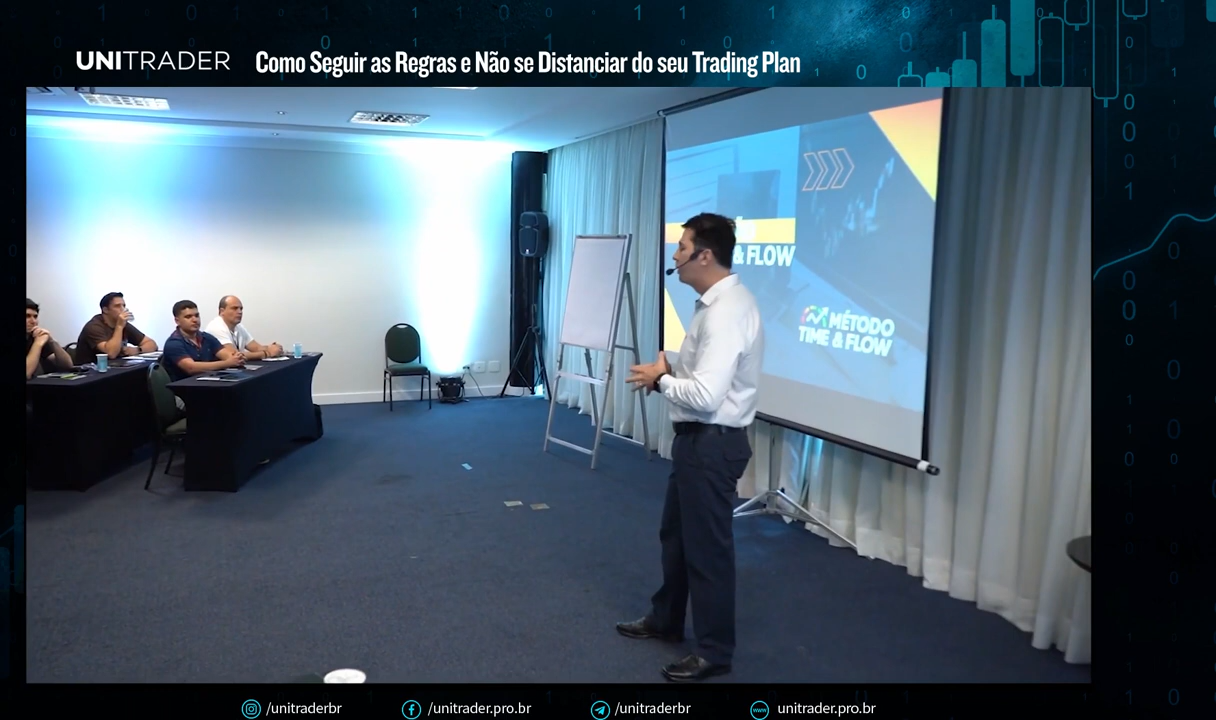 UNITRADER
Como Seguir as Regras e Não se Distanciar do seu Trading Plan
& FLOW
MÉTODO
TIME & FLOW
/unitraderbr
/unitrader.pro.br
/unitraderbr
www
unitrader.pro.br